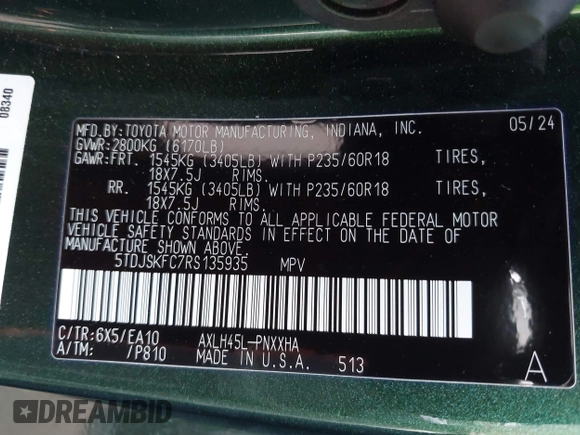 08340
MFD.BY:TOYOTA MOTOR MANUFACTURING, INDIANA, INC. 05/24
GVWR:2800KG (6170LB)
GAWR:FRT. 1545KG (3405LB) WITH P235/60R18 TIRES,
18X7.5J RIMS.
RR. 1545KG (3405LB) WITH P235/60R18 TIRES,
18X7.5J RIMS.
THIS VEHICLE CONFORMS TO ALL APPLICABLE FEDERAL MOTOR
VEHICLE SAFETY STANDARDS IN EFFECT ON THE DATE OF
MANUFACTURE SHOWN ABOVE.
5TDJSKFC7RS135935 MPV
C/TR:6X5/EA10 AXLH45L-PNXXHA
A/TM: /P810 MADE IN U.S.A. 513 A
DREAMBID